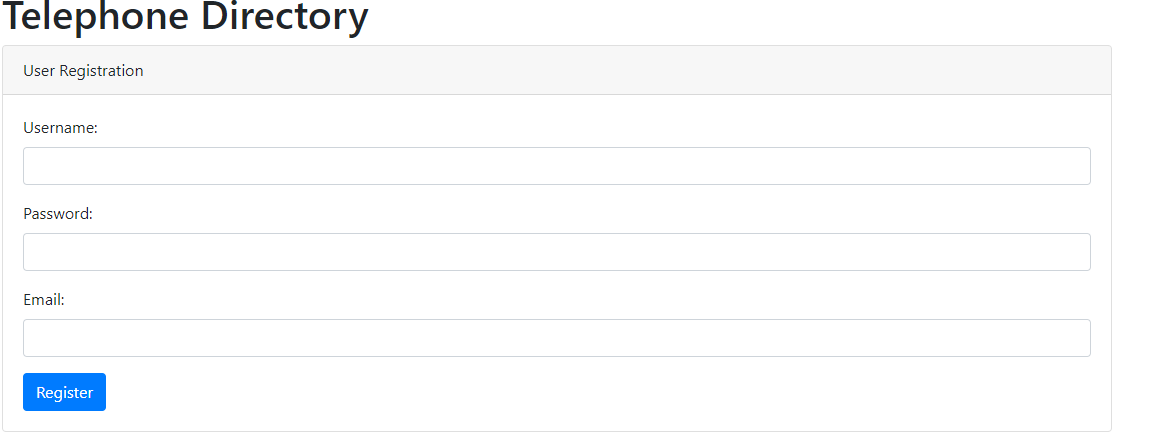 Telephone Directory
User Registration
Username:
Password:
Email:
Register